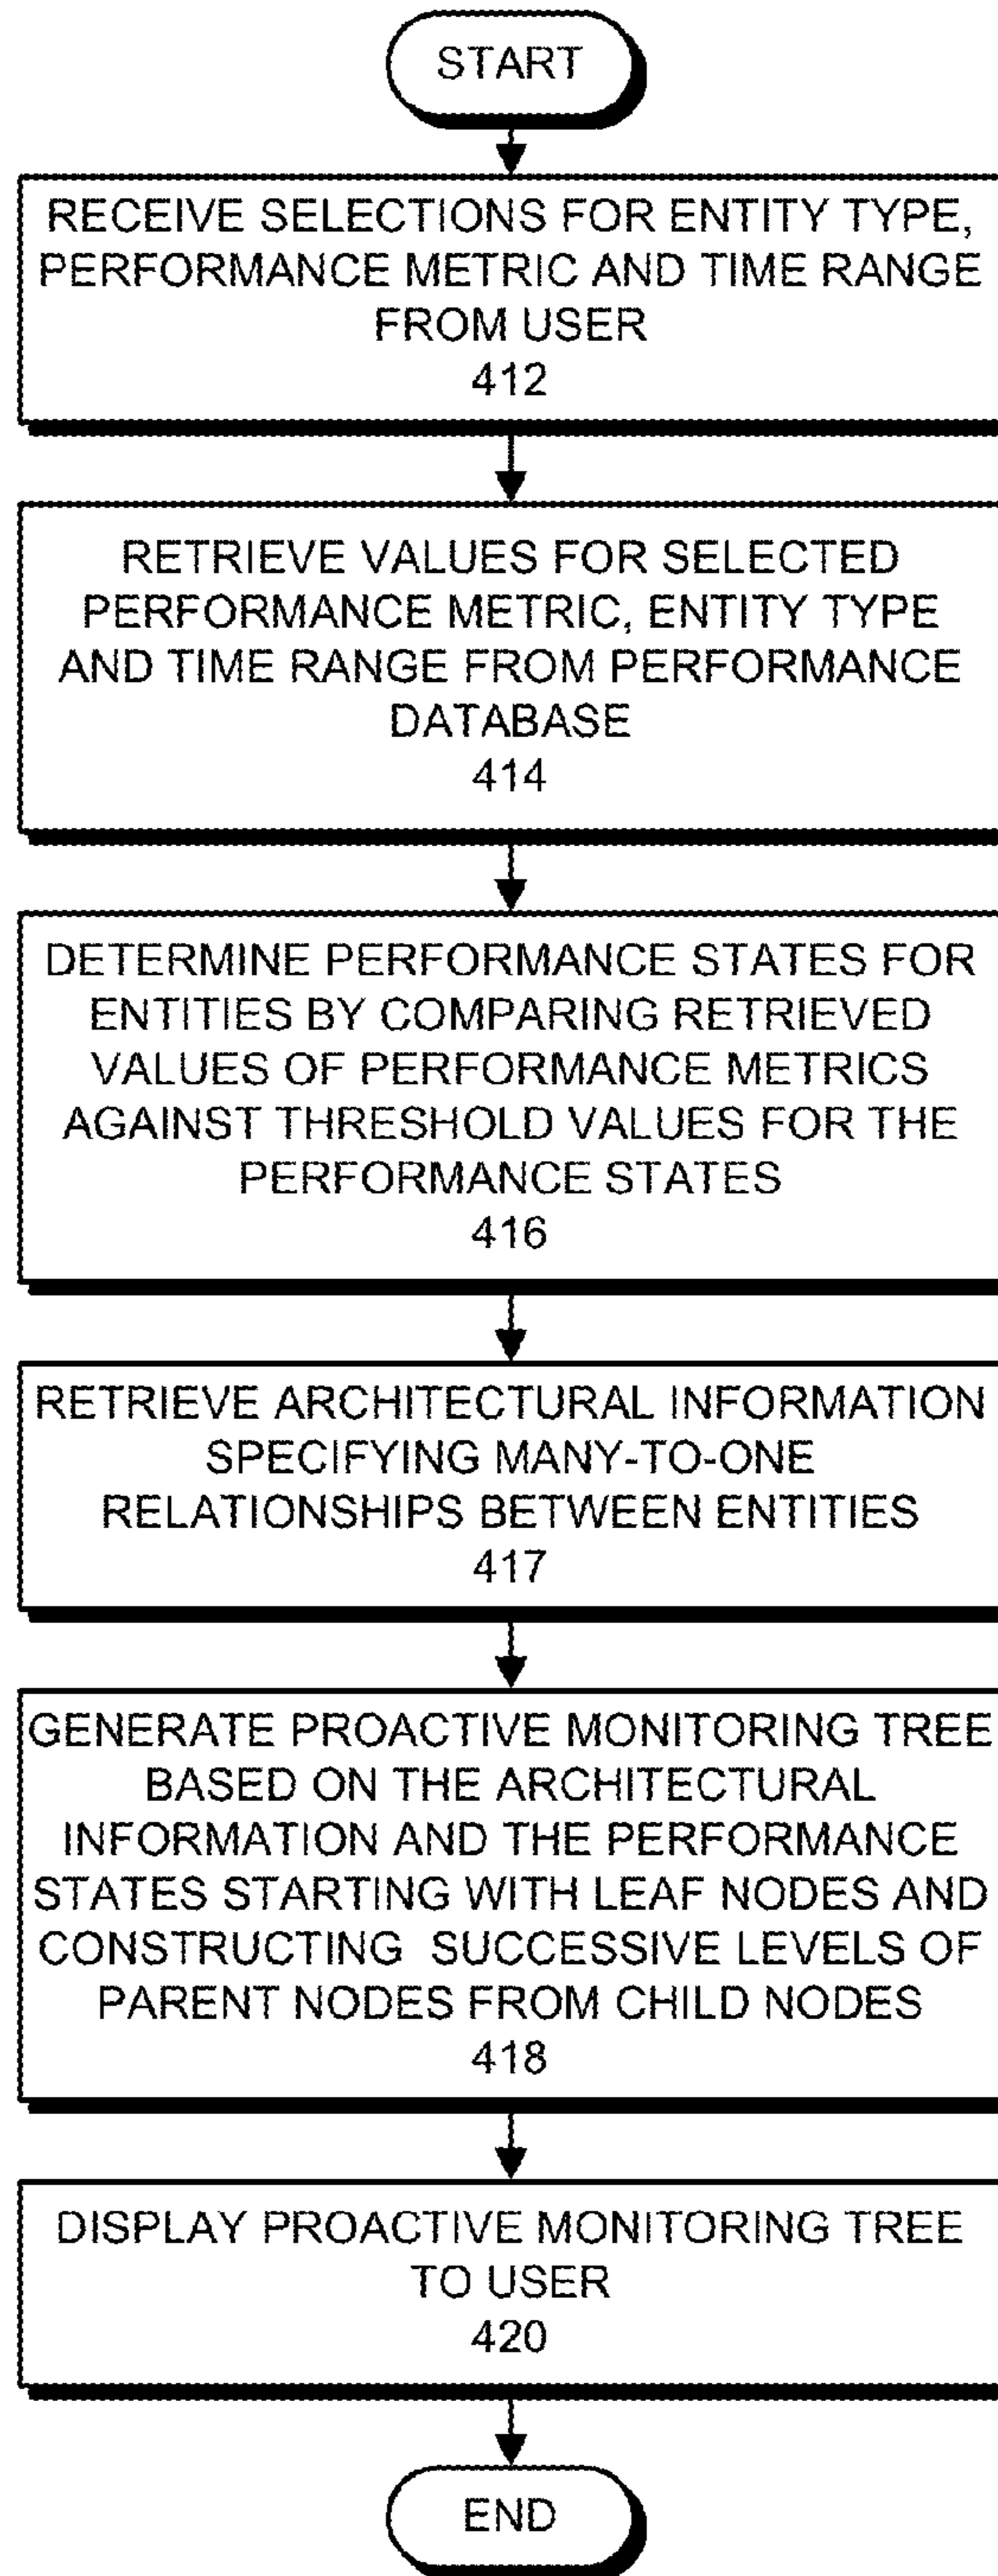 START
RECEIVE SELECTIONS FOR ENTITY TYPE,
PERFORMANCE METRIC AND TIME RANGE
FROM USER
412
RETRIEVE VALUES FOR SELECTED
PERFORMANCE METRIC, ENTITY TYPE
AND TIME RANGE FROM PERFORMANCE
DATABASE
414
DETERMINE PERFORMANCE STATES FOR
ENTITIES BY COMPARING RETRIEVED
VALUES OF PERFORMANCE METRICS
AGAINST THRESHOLD VALUES FOR THE
PERFORMANCE STATES
416
RETRIEVE ARCHITECTURAL INFORMATION
SPECIFYING MANY-TO-ONE
RELATIONSHIPS BETWEEN ENTITIES
417
GENERATE PROACTIVE MONITORING TREE
BASED ON THE ARCHITECTURAL
INFORMATION AND THE PERFORMANCE
STATES STARTING WITH LEAF NODES AND
CONSTRUCTING SUCCESSIVE LEVELS OF
PARENT NODES FROM CHILD NODES
418
DISPLAY PROACTIVE MONITORING TREE
TO USER
420
END